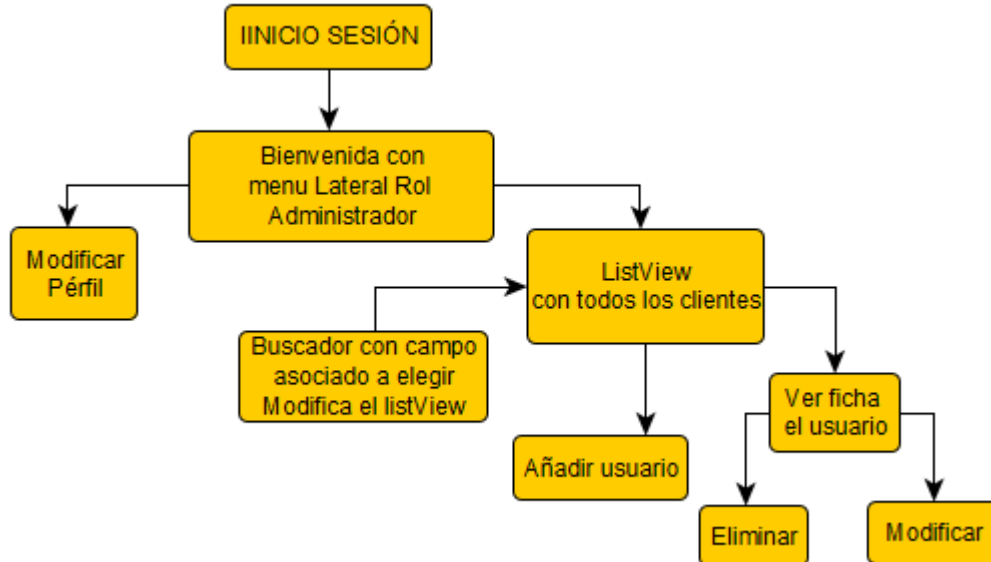 IINICIO SESIÓN
Bienvenida con
menu Lateral Rol
Administrador
Modificar
Pérfil
ListView
con todos los clientes
Buscador con campo
asociado a elegir
Modifica el listView
Ver ficha
el usuario
Añadir usuario
Eliminar
Modificar